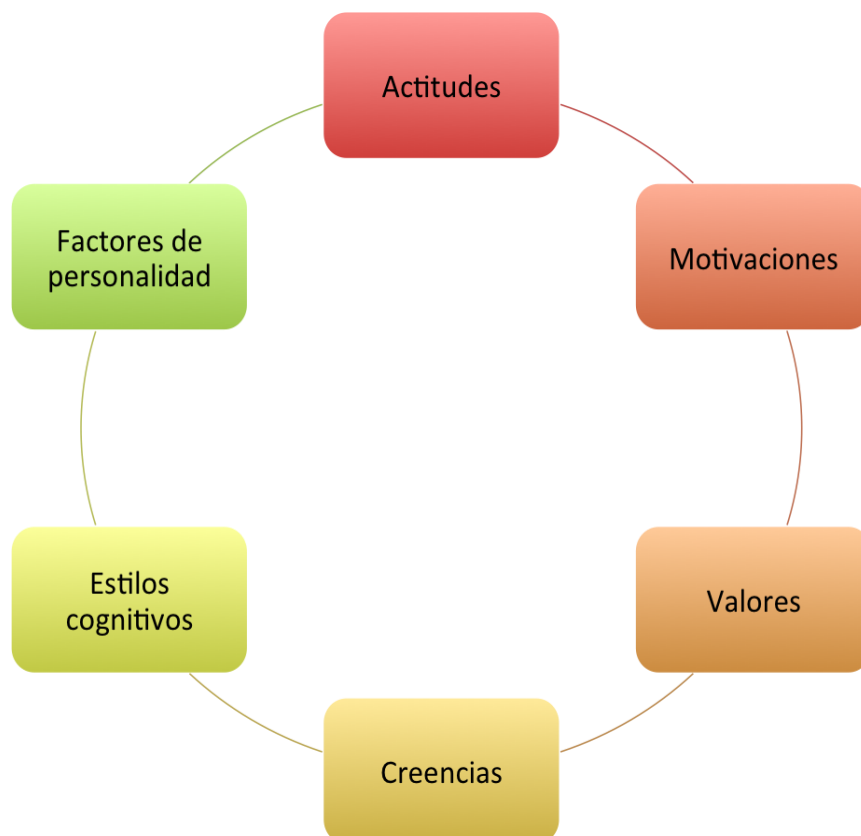 Actitudes
Motivaciones
Valores
Creencias
Estilos
cognitivos
Factores de
personalidad